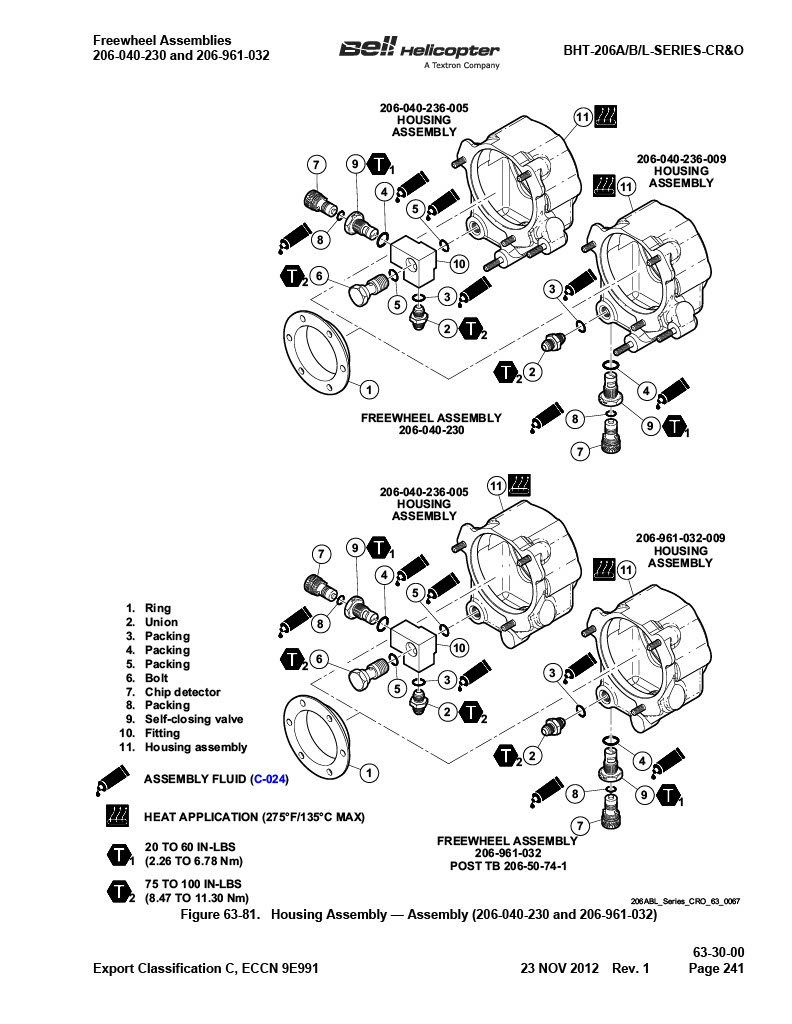 Freewheel Assemblies
206-040-230 and 206-961-032
Bell Helicopter
A Textron Company
BHT-206A/B/L-SERIES-CR&O
206-040-236-005
HOUSING
ASSEMBLY
11
206-040-236-009
HOUSING
ASSEMBLY
11
7
9
T1
4
5
8
10
T2
6
5
3
2
T2
3
T2
2
1
4
8
9
T1
7
FREEWHEEL ASSEMBLY
206-040-230
206-040-236-005
HOUSING
ASSEMBLY
11
206-961-032-009
HOUSING
ASSEMBLY
11
7
9
T1
4
5
8
10
T2
6
5
3
2
T2
3
T2
2
1
4
8
9
T1
7
FREEWHEEL ASSEMBLY
206-961-032
POST TB 206-50-74-1
1. Ring
2. Union
3. Packing
4. Packing
5. Packing
6. Bolt
7. Chip detector
8. Packing
9. Self-closing valve
10. Fitting
11. Housing assembly
ASSEMBLY FLUID (C-024)
HEAT APPLICATION (275°F/135°C MAX)
T1 20 TO 60 IN-LBS
(2.26 TO 6.78 Nm)
T2 75 TO 100 IN-LBS
(8.47 TO 11.30 Nm)
206ABL_Series_CRO_63_0067
Figure 63-81. Housing Assembly — Assembly (206-040-230 and 206-961-032)
63-30-00
Export Classification C, ECCN 9E991
23 NOV 2012 Rev. 1 Page 241